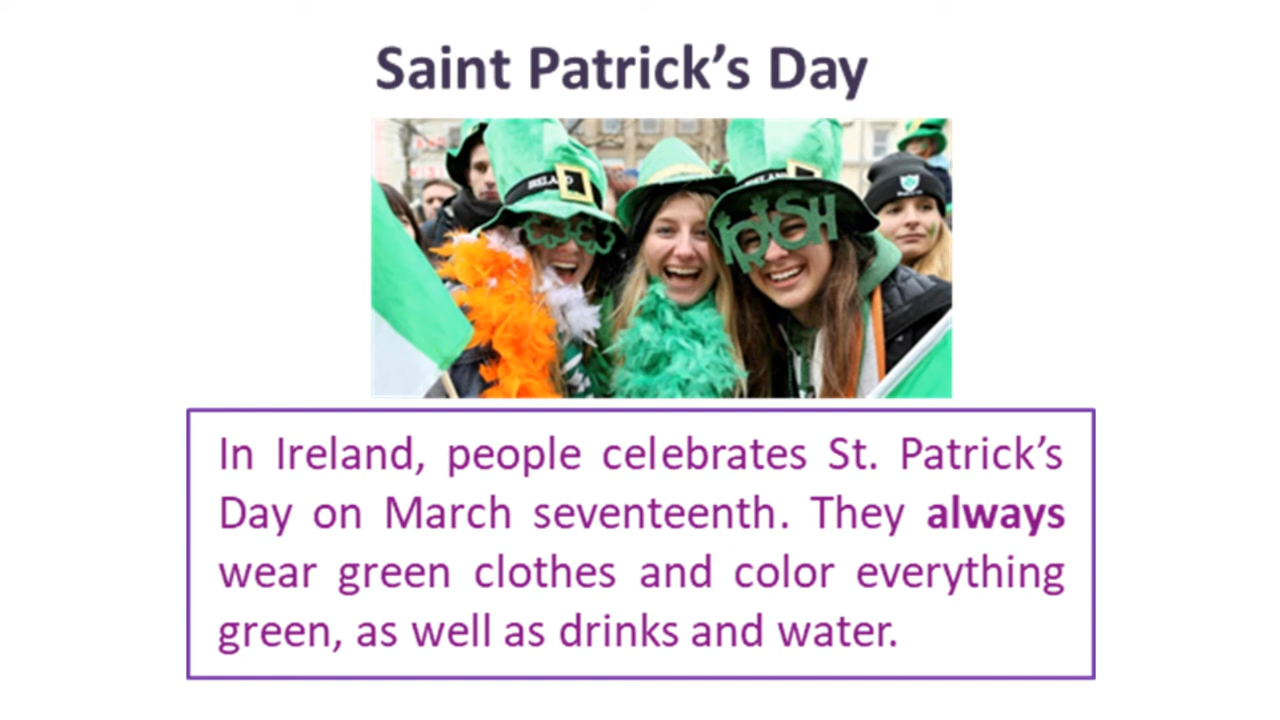 Saint Patrick's Day
IRELAND
IRELAND
IRISH
In Ireland, people celebrates St. Patrick's
Day on March seventeenth. They always
wear green clothes and color everything
green, as well as drinks and water.